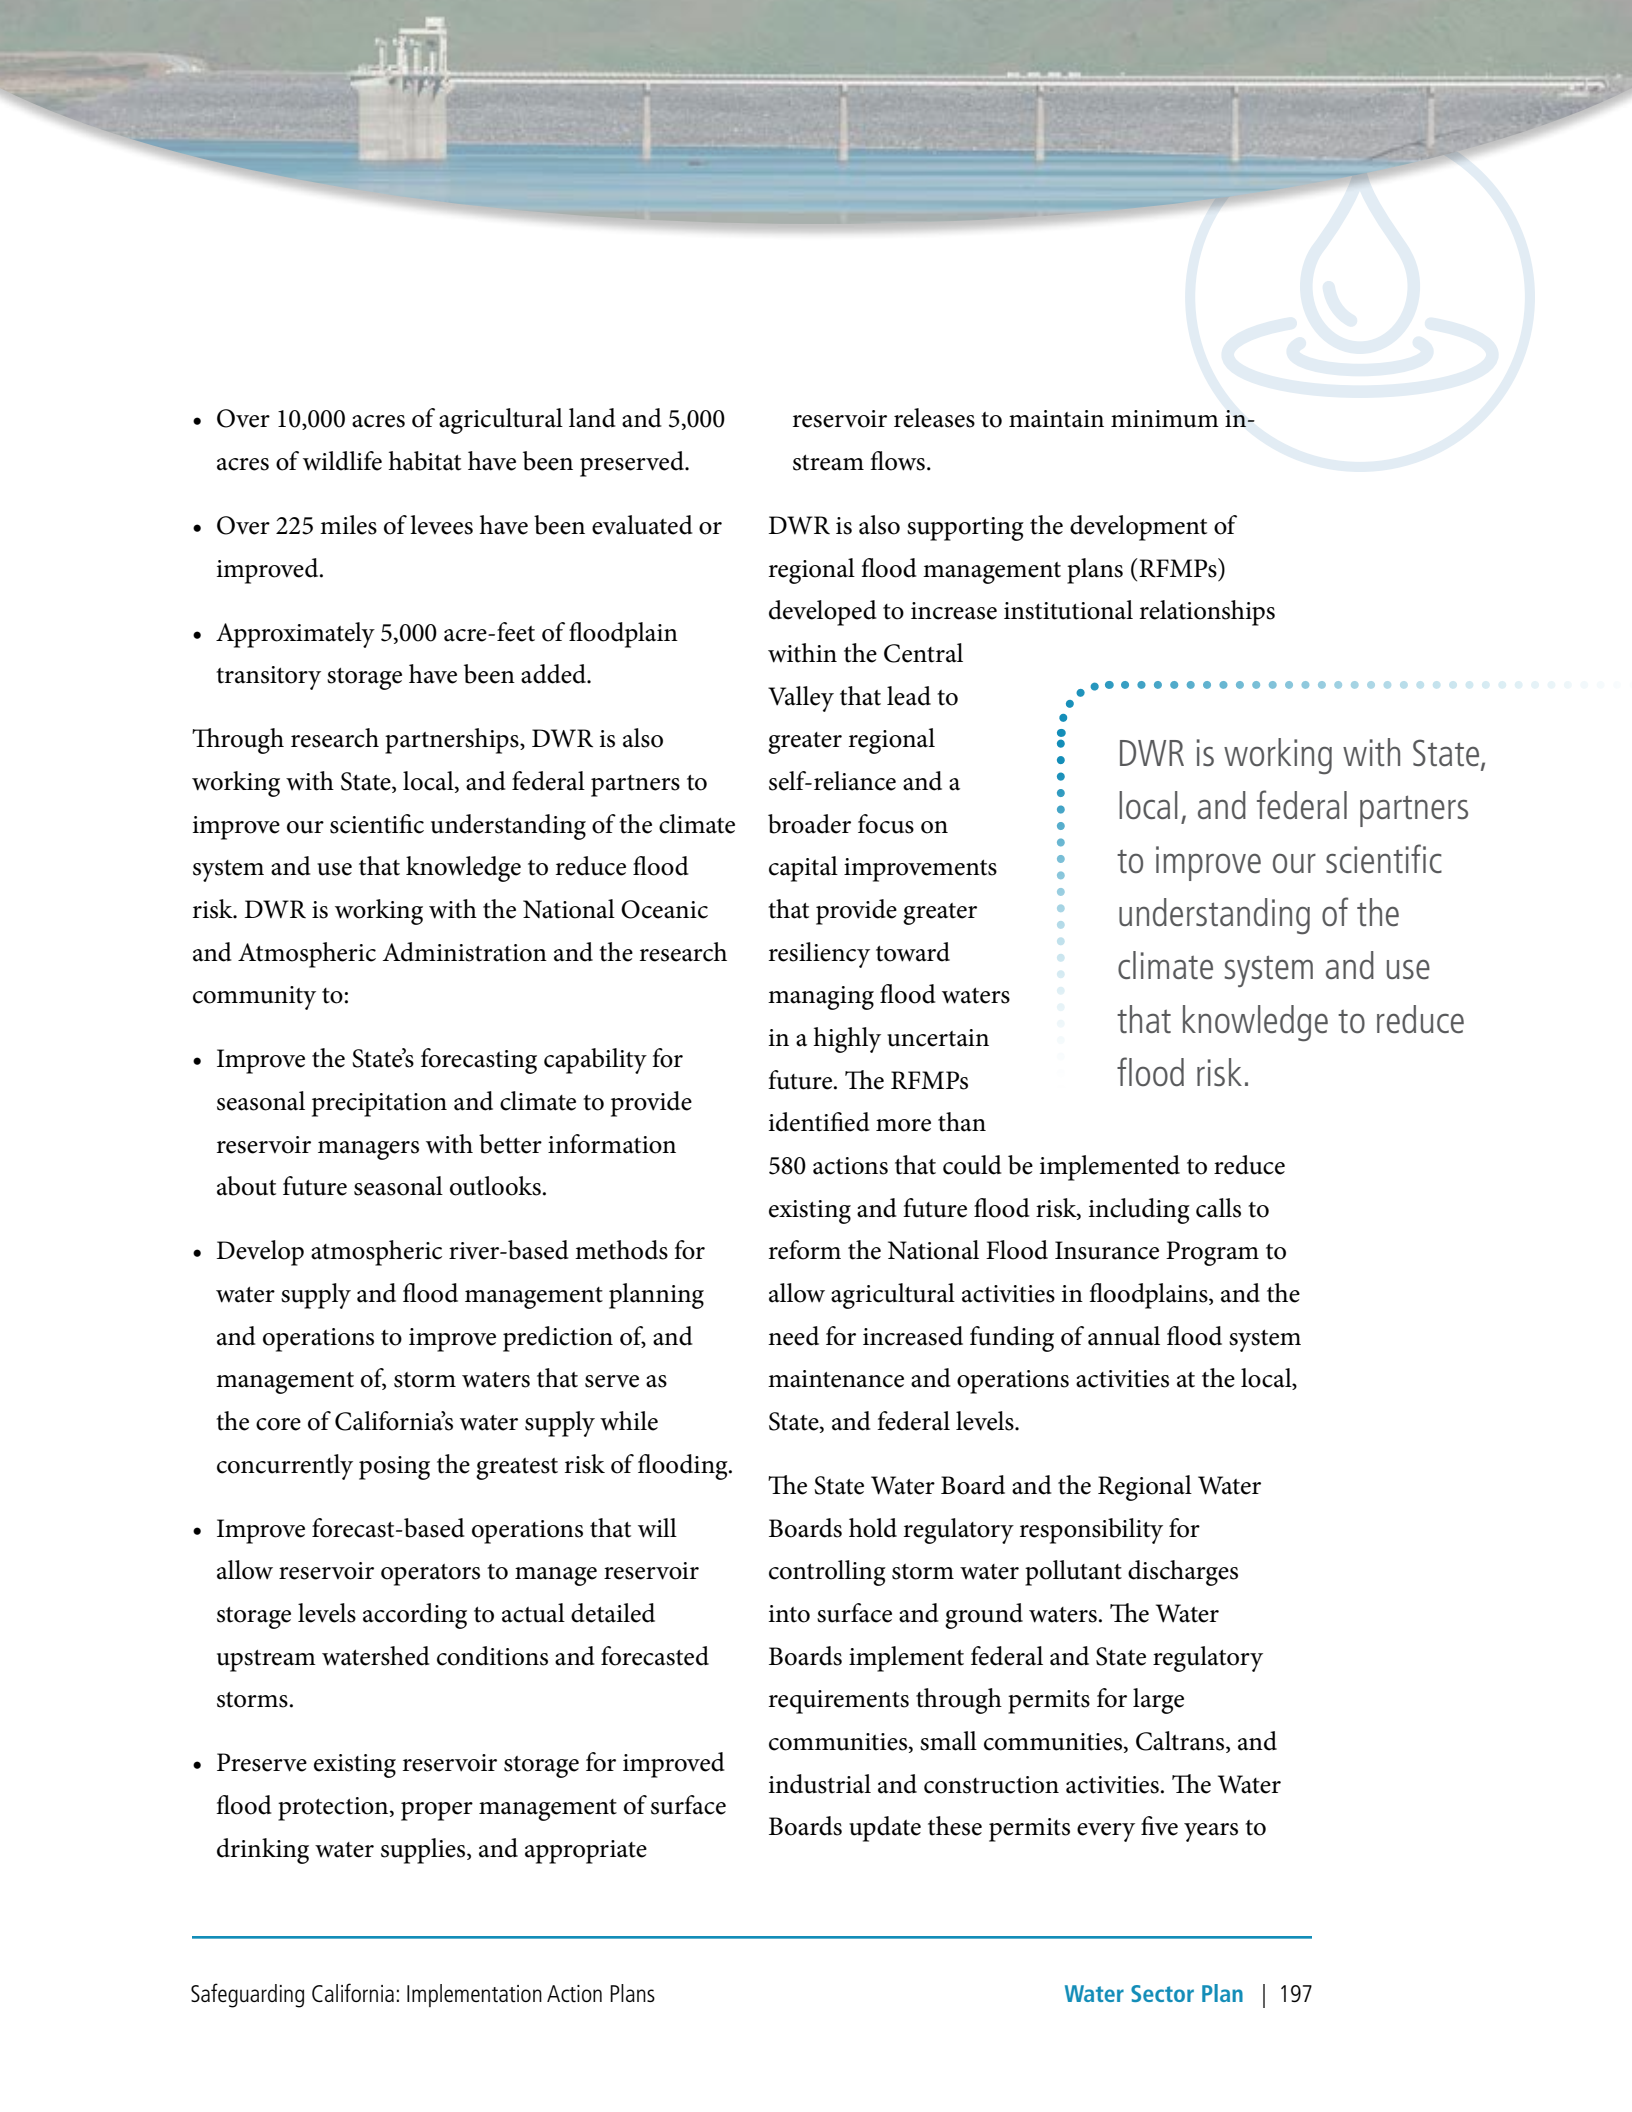 • Over 10,000 acres of agricultural land and 5,000
acres of wildlife habitat have been preserved.
• Over 225 miles of levees have been evaluated or
improved.
• Approximately 5,000 acre-feet of floodplain
transitory storage have been added.
Through research partnerships, DWR is also
working with State, local, and federal partners to
improve our scientific understanding of the climate
system and use that knowledge to reduce flood
risk. DWR is working with the National Oceanic
and Atmospheric Administration and the research
community to:
• Improve the State’s forecasting capability for
seasonal precipitation and climate to provide
reservoir managers with better information
about future seasonal outlooks.
• Develop atmospheric river-based methods for
water supply and flood management planning
and operations to improve prediction of, and
management of, storm waters that serve as
the core of California’s water supply while
concurrently posing the greatest risk of flooding.
• Improve forecast-based operations that will
allow reservoir operators to manage reservoir
storage levels according to actual detailed
upstream watershed conditions and forecasted
storms.
• Preserve existing reservoir storage for improved
flood protection, proper management of surface
drinking water supplies, and appropriate
reservoir releases to maintain minimum in-
stream flows.
DWR is also supporting the development of
regional flood management plans (RFMPs)
developed to increase institutional relationships
within the Central
Valley that lead to
greater regional
self-reliance and a
broader focus on
capital improvements
that provide greater
resiliency toward
managing flood waters
in a highly uncertain
future. The RFMPs
identified more than
580 actions that could be implemented to reduce
existing and future flood risk, including calls to
reform the National Flood Insurance Program to
allow agricultural activities in floodplains, and the
need for increased funding of annual flood system
maintenance and operations activities at the local,
State, and federal levels.
The State Water Board and the Regional Water
Boards hold regulatory responsibility for
controlling storm water pollutant discharges
into surface and ground waters. The Water
Boards implement federal and State regulatory
requirements through permits for large
communities, small communities, Caltrans, and
industrial and construction activities. The Water
Boards update these permits every five years to
DWR is working with State,
local, and federal partners
to improve our scientific
understanding of the
climate system and use
that knowledge to reduce
flood risk.
Safeguarding California: Implementation Action Plans
Water Sector Plan | 197